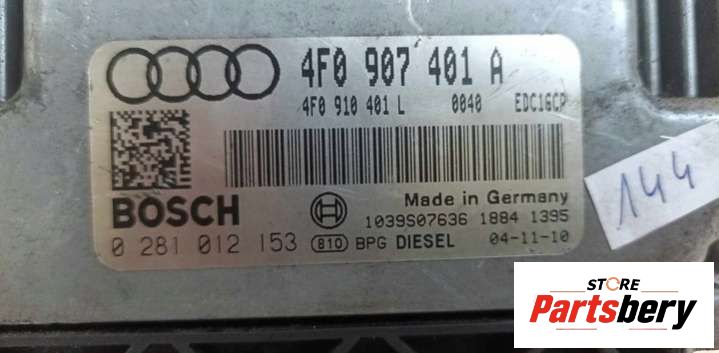 4F0 907 401 A
4F0 910 401 L 0040 EDC16CP
BOSCH
Made in Germany
1039S07636 1884 1395
0 281 012 153 810 BPG DIESEL 04-11-10
144
STORE
Partsbery